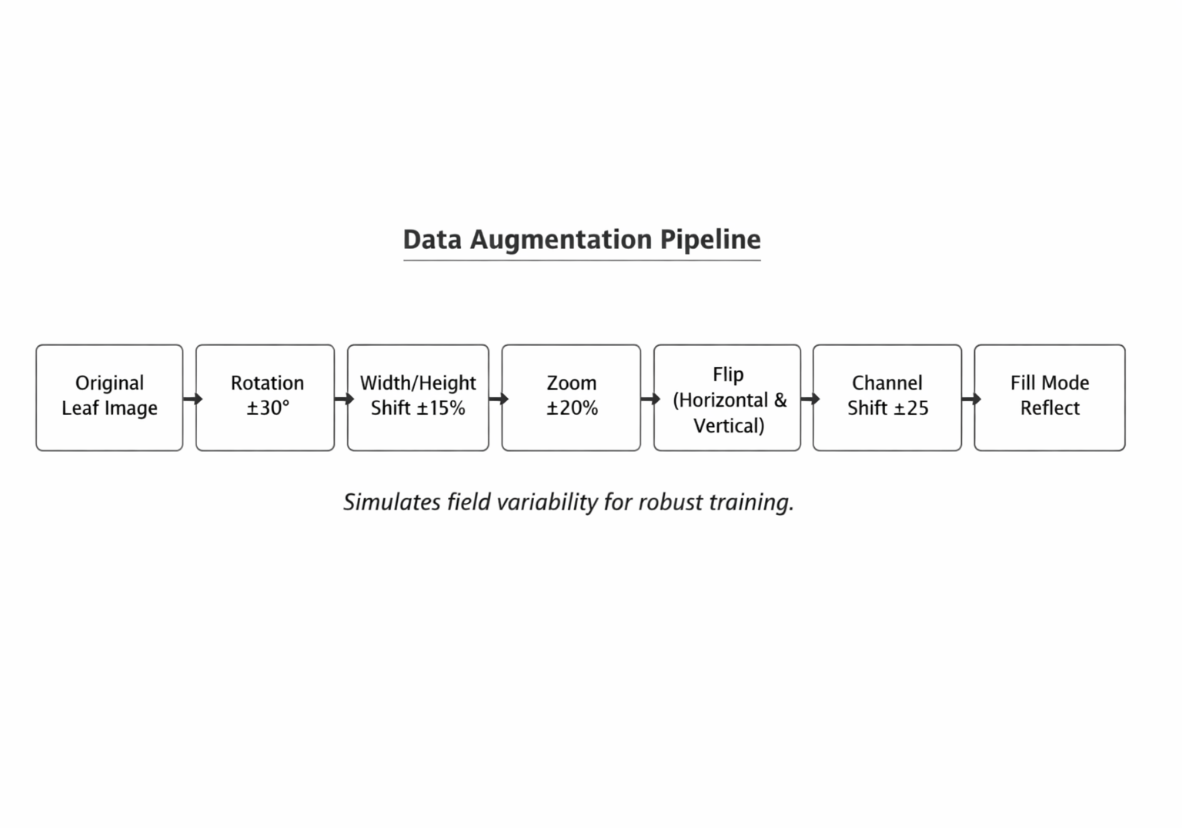 Data Augmentation Pipeline
Original
Leaf Image
Rotation
±30°
Width/Height
Shift ±15%
Zoom
±20%
Flip
(Horizontal &
Vertical)
Channel
Shift ±25
Fill Mode
Reflect
Simulates field variability for robust training.